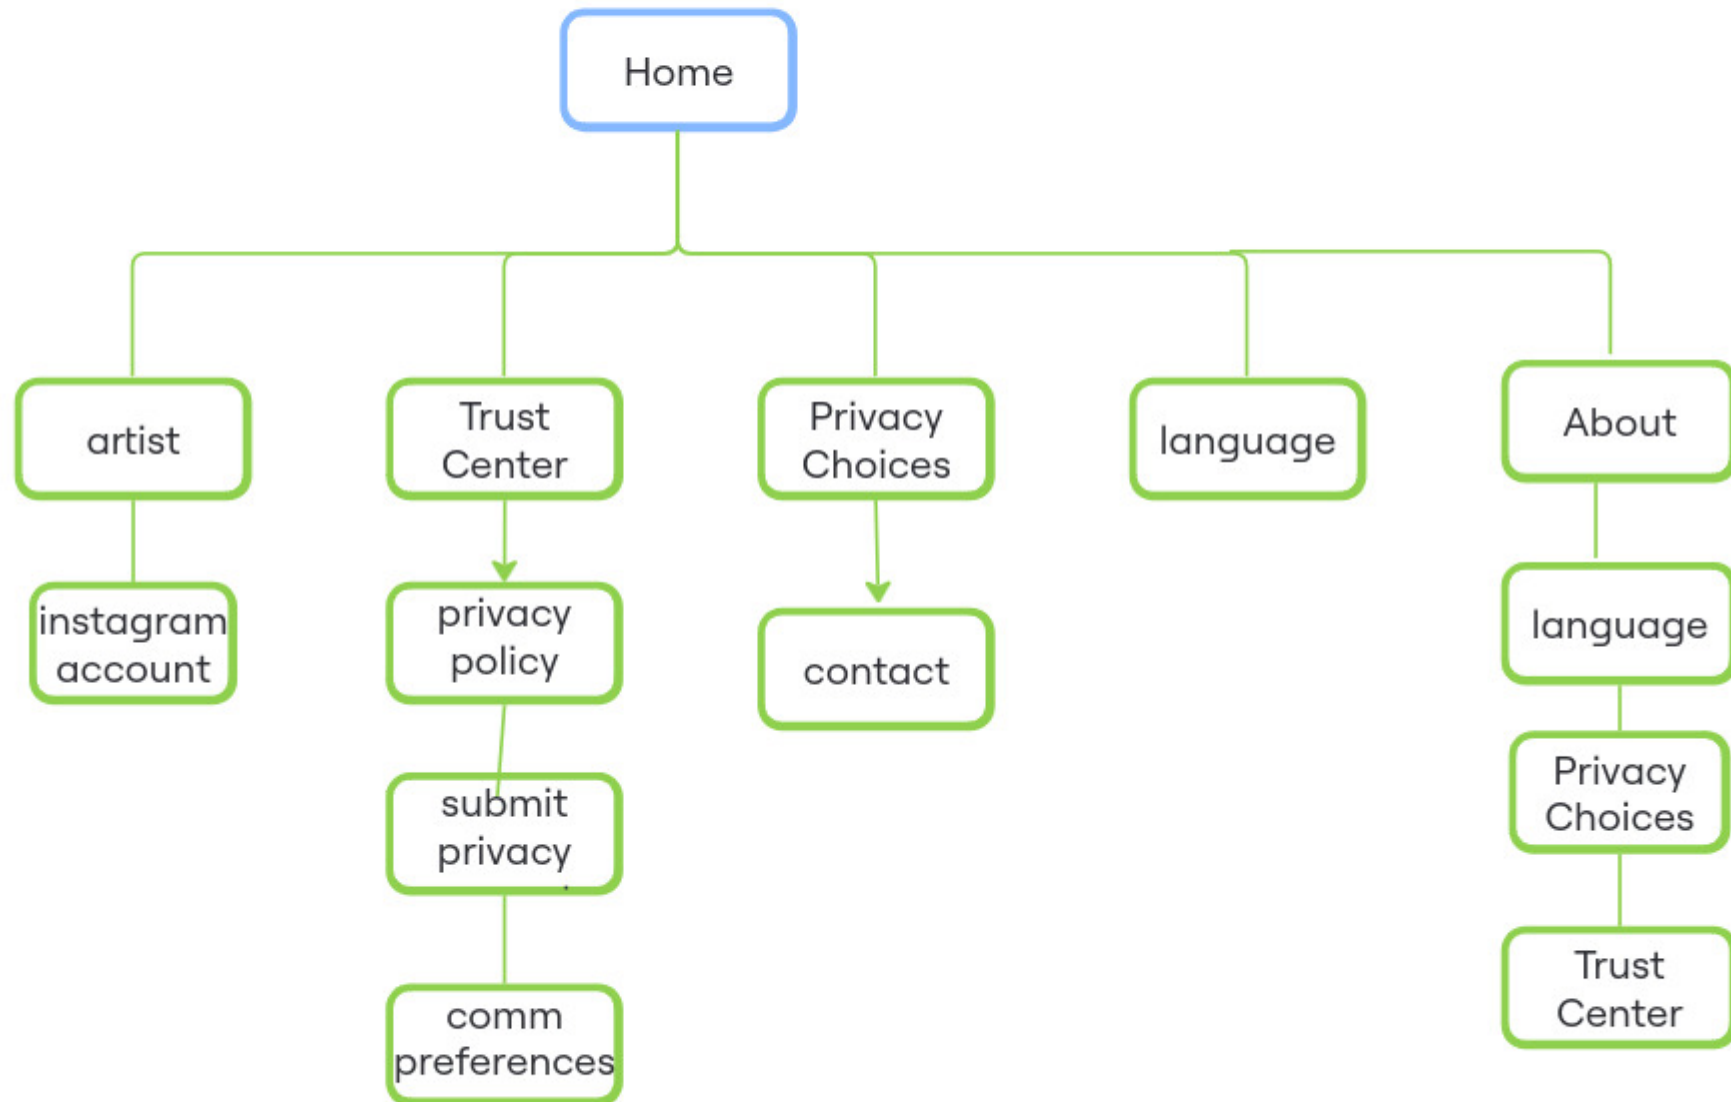 Home
artist
Trust
Center
Privacy
Choices
language
About
instagram
account
privacy
policy
contact
language
submit
privacy
Privacy
Choices
comm
preferences
Trust
Center